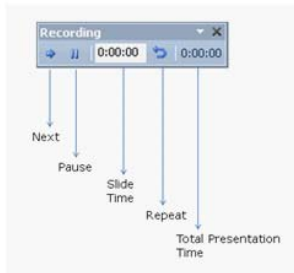 Recording
0:00:00 0:00:00
Next
Pause
Slide
Time
Repeat
Total Presentation
Time